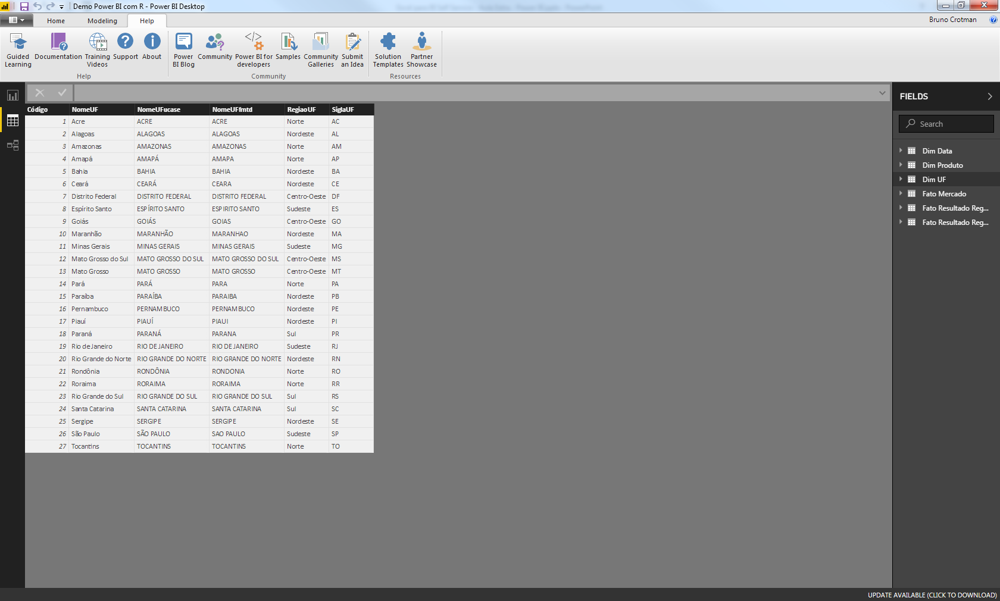 Demo Power BI com R - Power BI Desktop
Home Modeling Help Bruno Crotman
Guided Learning
Documentation
Training Videos
Support
About
Power BI Blog
Community
Power BI for developers
Samples
Community Galleries
Submit an Idea
Solution Templates
Partner Showcase
Help Community Resources
Código NomeUF NomeUFucase NomeUFfmtd RegiaoUF SiglaUF
1 Acre ACRE ACRE Norte AC
2 Alagoas ALAGOAS ALAGOAS Nordeste AL
3 Amazonas AMAZONAS AMAZONAS Norte AM
4 Amapá AMAPÁ AMAPA Norte AP
5 Bahia BAHIA BAHIA Nordeste BA
6 Ceará CEARÁ CEARA Nordeste CE
7 Distrito Federal DISTRITO FEDERAL DISTRITO FEDERAL Centro-Oeste DF
8 Espírito Santo ESPÍRITO SANTO ESPIRITO SANTO Sudeste ES
9 Goiás GOIÁS GOIAS Centro-Oeste GO
10 Maranhão MARANHÃO MARANHAO Nordeste MA
11 Minas Gerais MINAS GERAIS MINAS GERAIS Sudeste MG
12 Mato Grosso do Sul MATO GROSSO DO SUL MATO GROSSO DO SUL Centro-Oeste MS
13 Mato Grosso MATO GROSSO MATO GROSSO Centro-Oeste MT
14 Pará PARÁ PARA Norte PA
15 Paraíba PARAÍBA PARAIBA Nordeste PB
16 Pernambuco PERNAMBUCO PERNAMBUCO Nordeste PE
17 Piauí PIAUÍ PIAUI Nordeste PI
18 Paraná PARANÁ PARANA Sul PR
19 Rio de Janeiro RIO DE JANEIRO RIO DE JANEIRO Sudeste RJ
20 Rio Grande do Norte RIO GRANDE DO NORTE RIO GRANDE DO NORTE Nordeste RN
21 Rondônia RONDÔNIA RONDONIA Norte RO
22 Roraima RORAIMA RORAIMA Norte RR
23 Rio Grande do Sul RIO GRANDE DO SUL RIO GRANDE DO SUL Sul RS
24 Santa Catarina SANTA CATARINA SANTA CATARINA Sul SC
25 Sergipe SERGIPE SERGIPE Nordeste SE
26 São Paulo SÃO PAULO SAO PAULO Sudeste SP
27 Tocantins TOCANTINS TOCANTINS Norte TO
FIELDS
Search
Dim Data
Dim Produto
Dim UF
Fato Mercado
Fato Resultado Reg...
Fato Resultado Reg...
UPDATE AVAILABLE (CLICK TO DOWNLOAD)